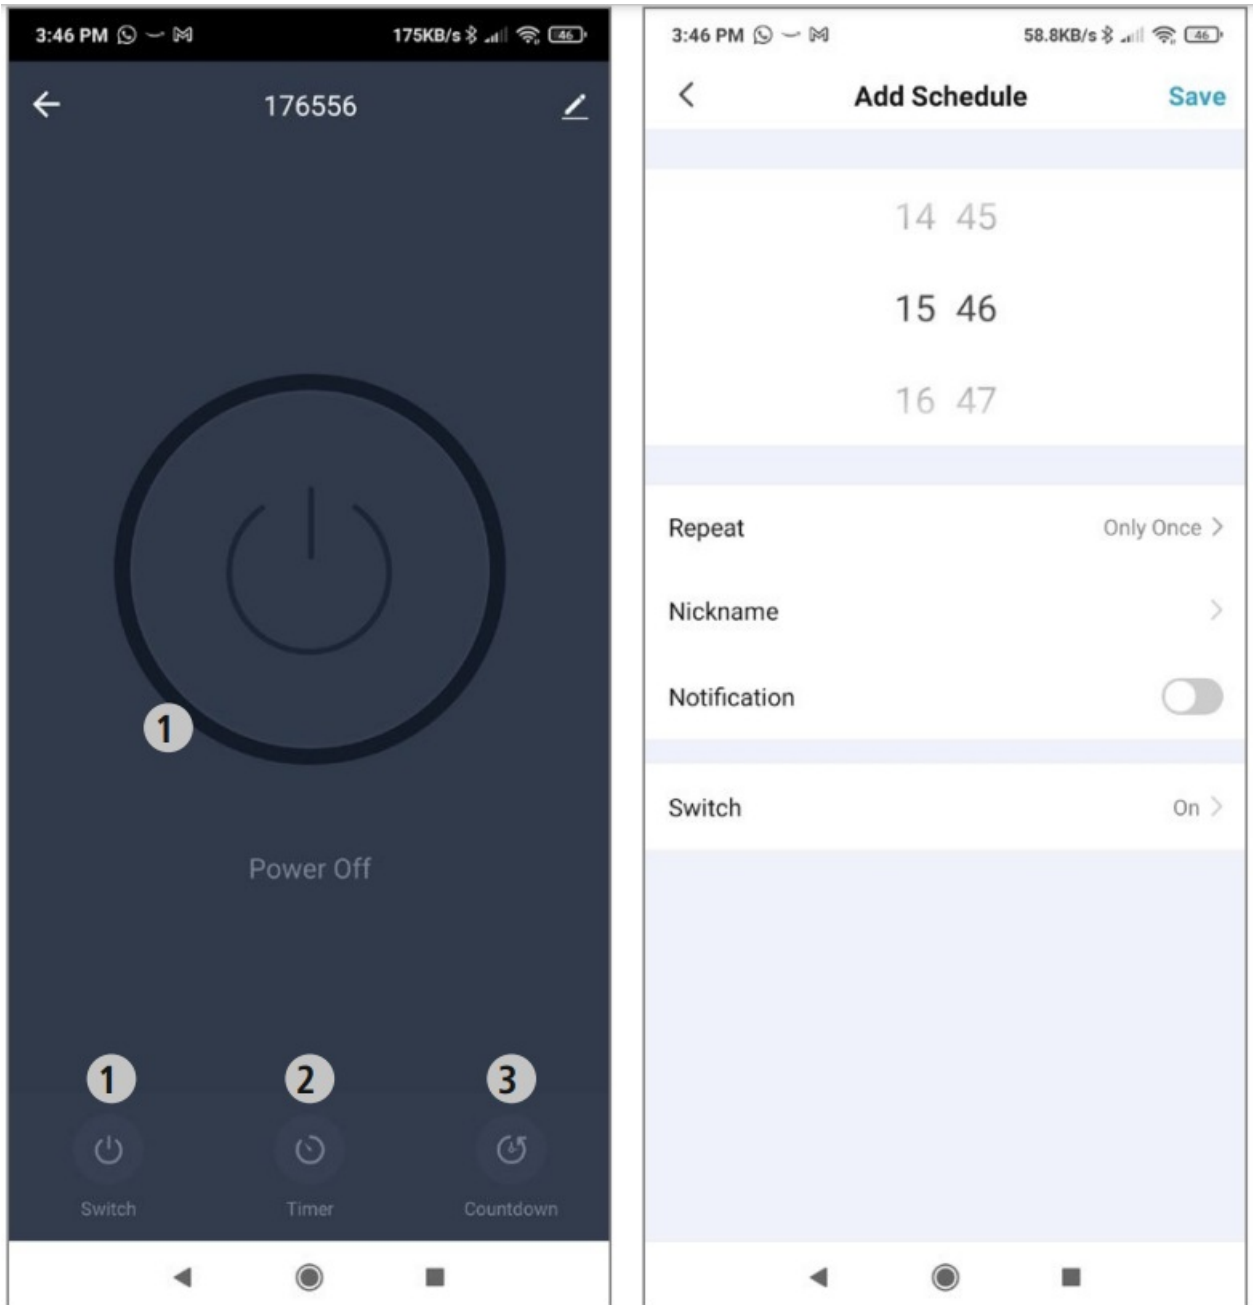 3:46 PM
175KB/s
46
176556
1
Power Off
1
2
3
Switch
Timer
Countdown
3:46 PM
58.8KB/s
46
Add Schedule
Save
14 45
15 46
16 47
Repeat
Only Once
Nickname
Notification
Switch
On